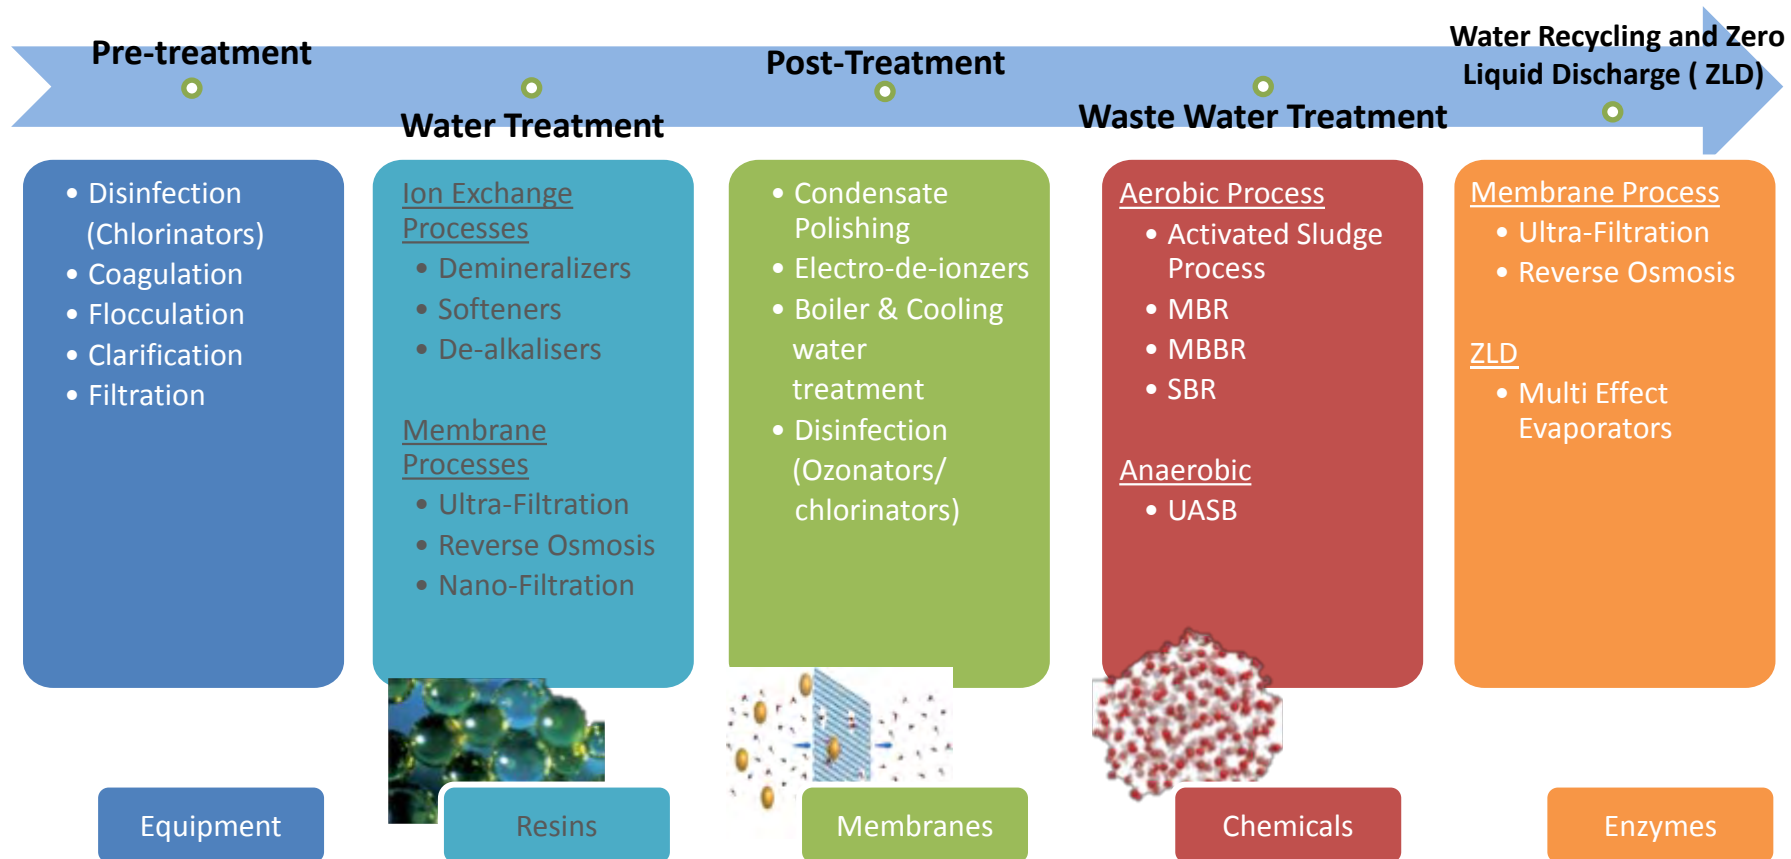 Pre-treatment
Water Treatment
Post-Treatment
Waste Water Treatment
Water Recycling and Zero
Liquid Discharge ( ZLD)
• Disinfection
(Chlorinators)
• Coagulation
• Flocculation
• Clarification
• Filtration
Ion Exchange
Processes
• Demineralizers
• Softeners
• De-alkalisers
Membrane
Processes
• Ultra-Filtration
• Reverse Osmosis
• Nano-Filtration
• Condensate
Polishing
• Electro-de-ionzers
• Boiler & Cooling
water
treatment
• Disinfection
(Ozonators/
chlorinators)
Aerobic Process
• Activated Sludge
Process
• MBR
• MBBR
• SBR
Anaerobic
• UASB
Membrane Process
• Ultra-Filtration
• Reverse Osmosis
ZLD
• Multi Effect
Evaporators
Equipment
Resins
Membranes
Chemicals
Enzymes